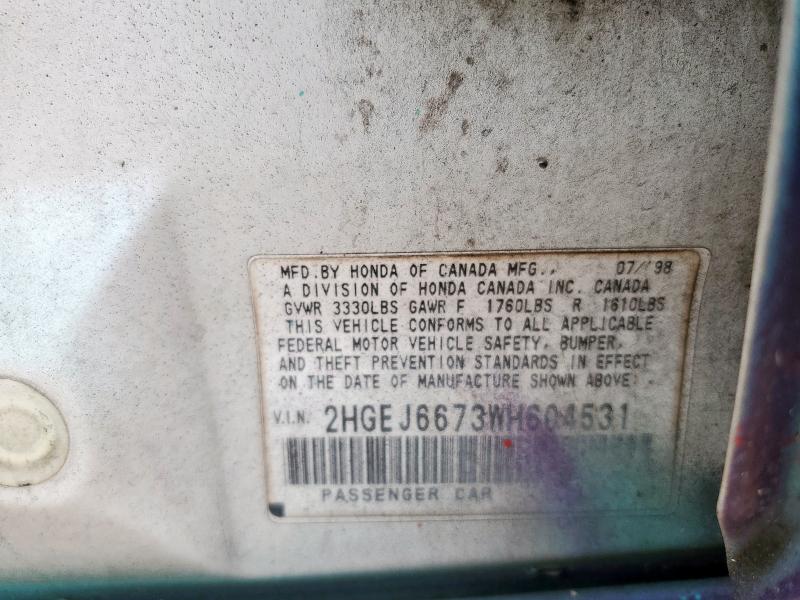 MFD.BY HONDA OF CANADA MFG., 07/'98
A DIVISION OF HONDA CANADA INC. CANADA
GVWR 3330LBS GAWR F 1760LBS R 1610LBS
THIS VEHICLE CONFORMS TO ALL APPLICABLE
FEDERAL MOTOR VEHICLE SAFETY, BUMPER,
AND THEFT PREVENTION STANDARDS IN EFFECT
ON THE DATE OF MANUFACTURE SHOWN ABOVE.
V.I.N. 2HGEJ6673WH604531
PASSENGER CAR